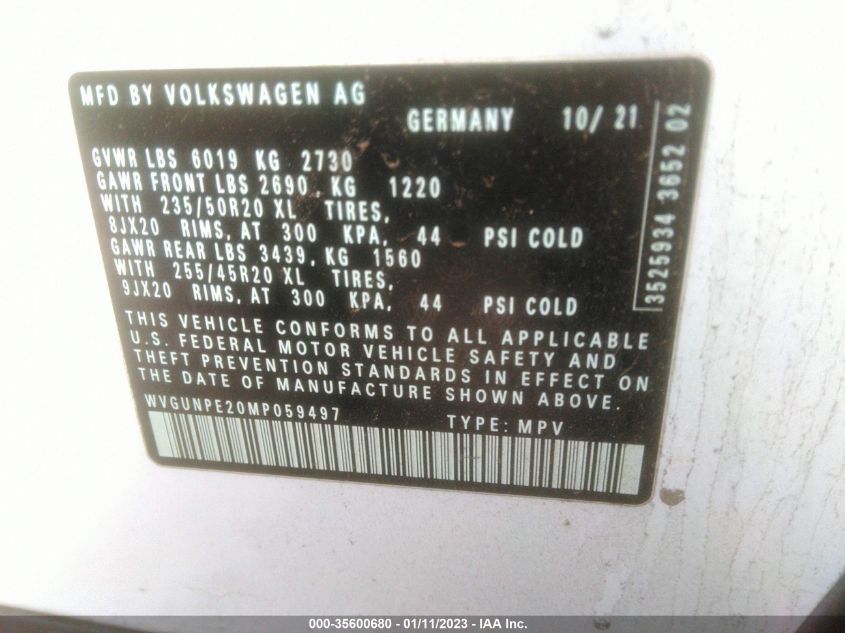 MFD BY VOLKSWAGEN AG
GERMANY 10/ 21
GVWR LBS 6019 KG 2730
GAWR FRONT LBS 2690, KG 1220
WITH 235/50R20 XL TIRES,
8JX20 RIMS, AT 300 KPA, 44 PSI COLD
GAWR REAR LBS 3439, KG 1560
WITH 255/45R20 XL TIRES,
9JX20 RIMS, AT 300 KPA, 44 PSI COLD
THIS VEHICLE CONFORMS TO ALL APPLICABLE
U.S. FEDERAL MOTOR VEHICLE SAFETY AND
THEFT PREVENTION STANDARDS IN EFFECT ON
THE DATE OF MANUFACTURE SHOWN ABOVE.
WVGUNPE20MP059497
TYPE: MPV
3525934 3652 02
000-35600680 - 01/11/2023 - IAA Inc.